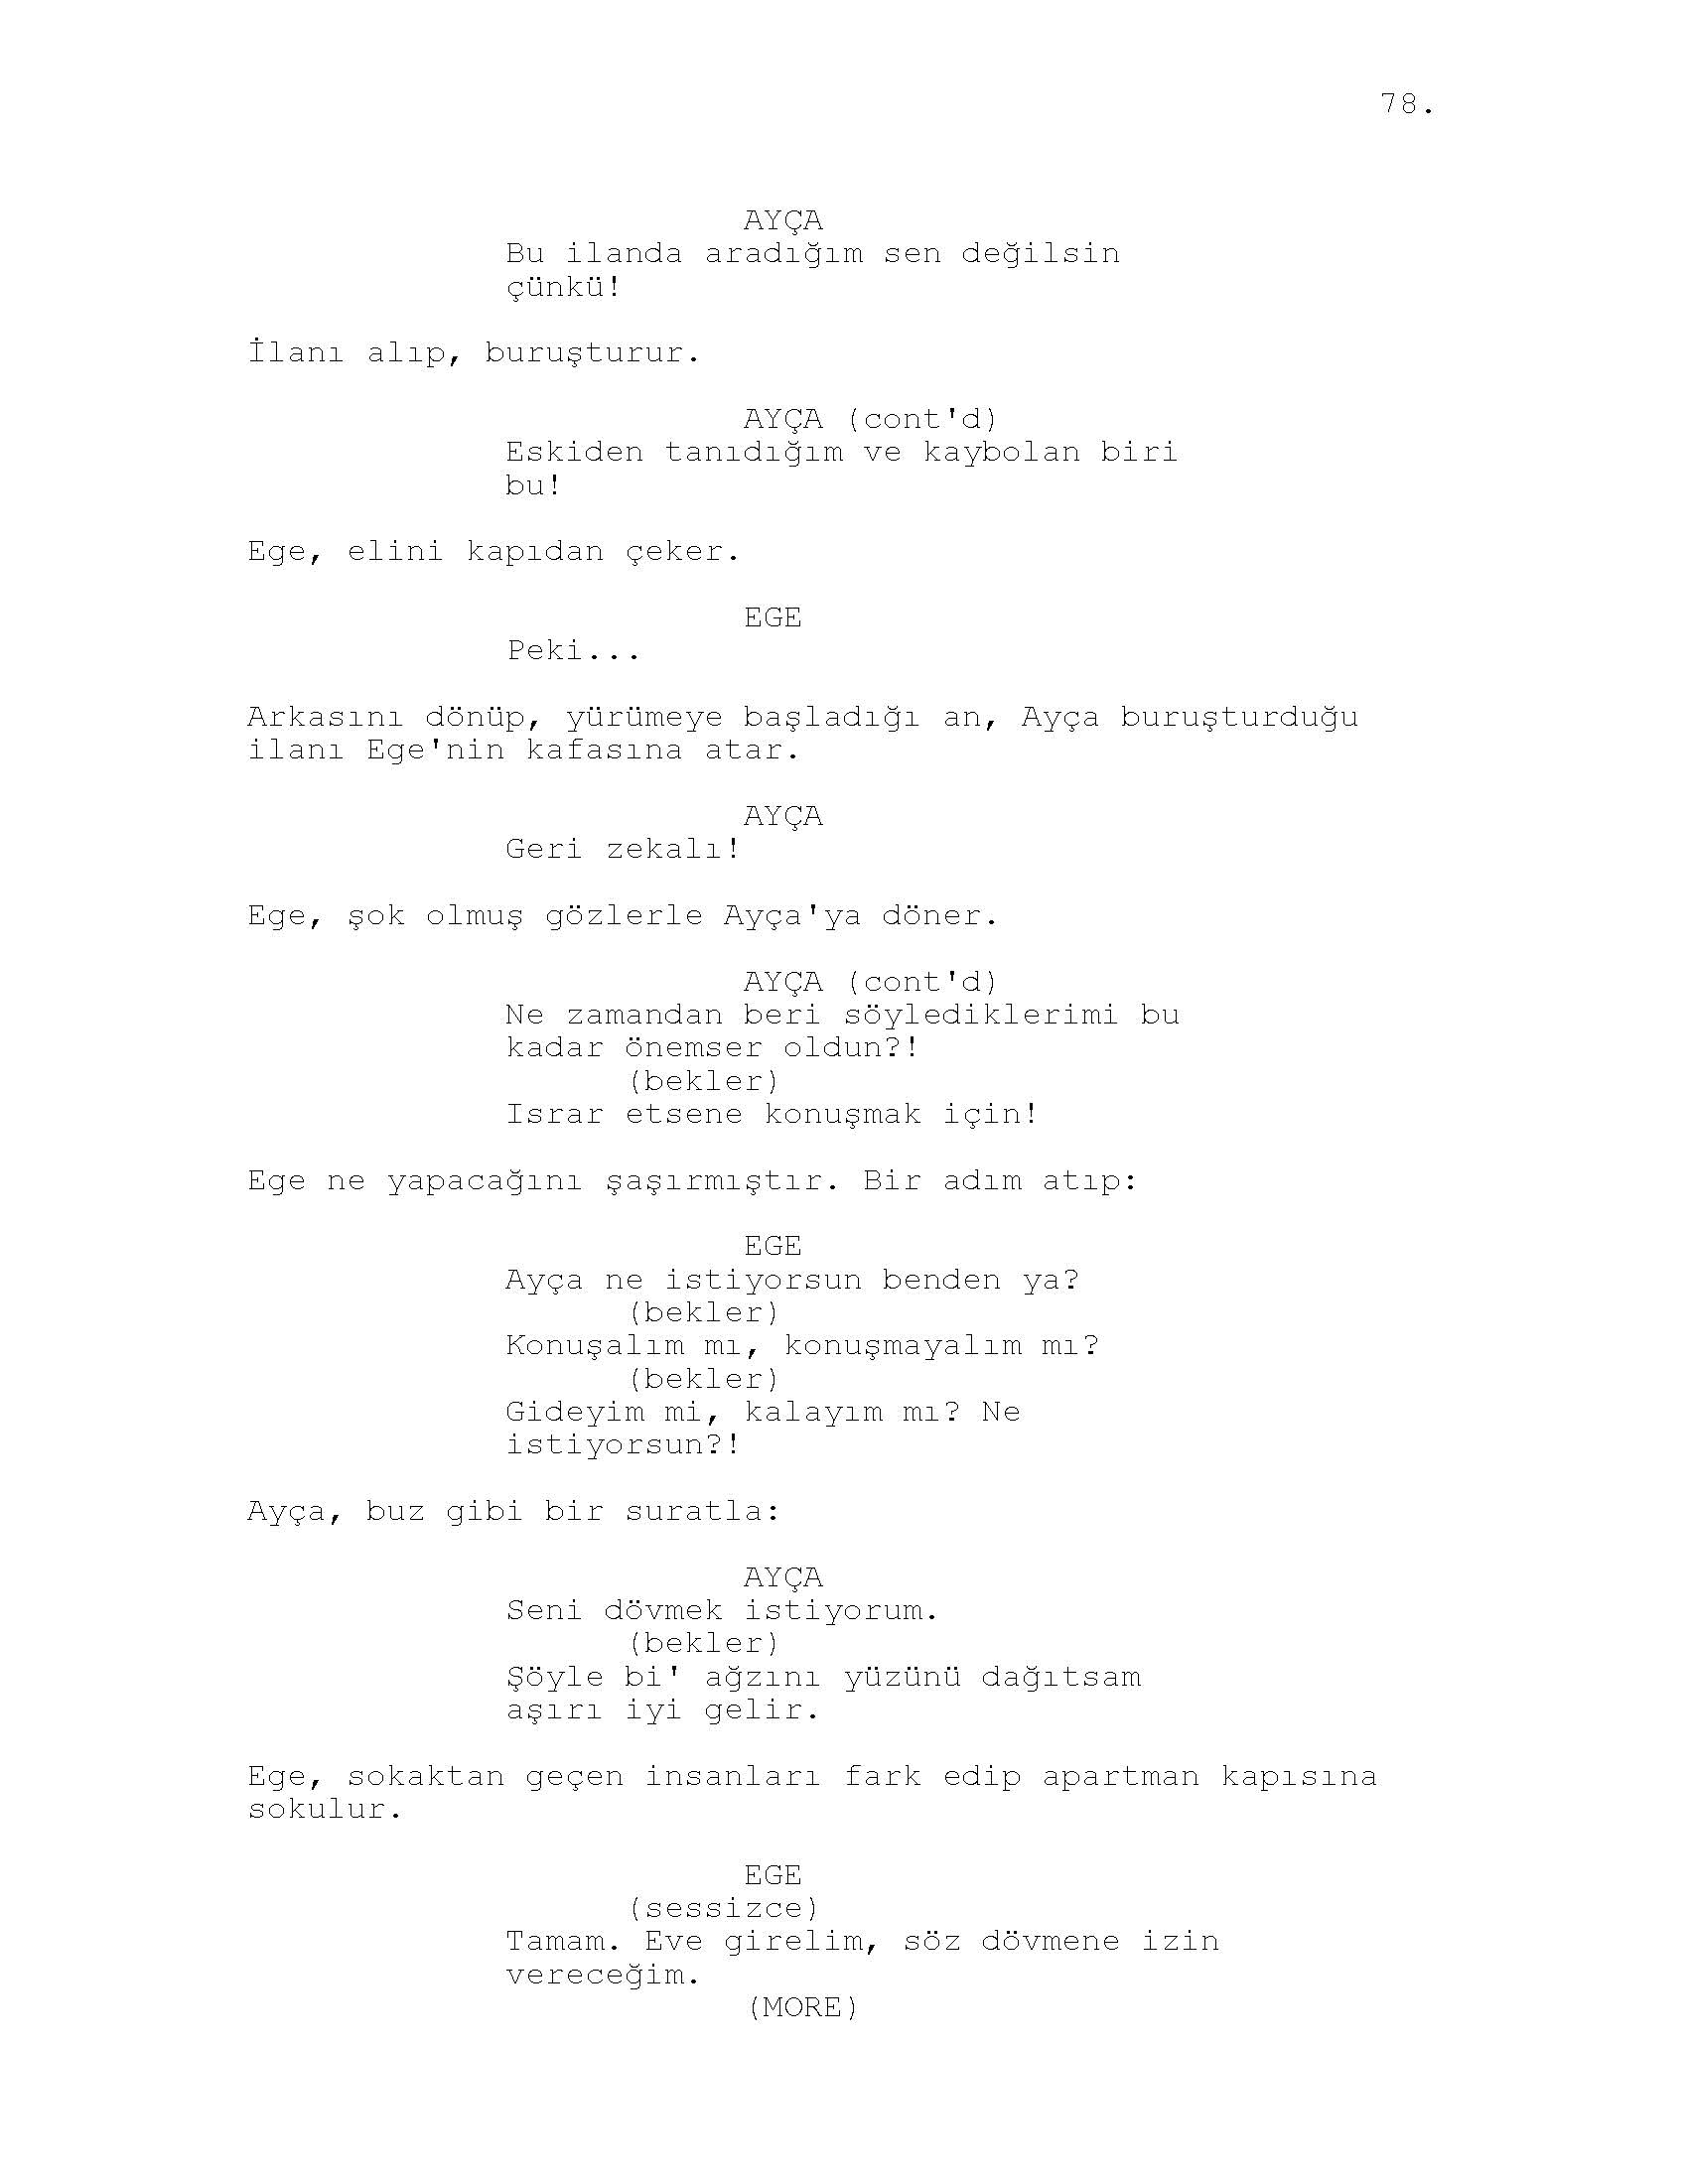 78.
AYÇA
Bu ilanda aradığım sen değilsin
çünkü!
İlanı alıp, buruşturur.
AYÇA (cont'd)
Eskiden tanıdığım ve kaybolan biri
bu!
Ege, elini kapıdan çeker.
EGE
Peki...
Arkasını dönüp, yürümeye başladığı an, Ayça buruşturduğu
ilanı Ege'nin kafasına atar.
AYÇA
Geri zekalı!
Ege, şok olmuş gözlerle Ayça'ya döner.
AYÇA (cont'd)
Ne zamandan beri söylediklerimi bu
kadar önemser oldun?!
(bekler)
Israr etsene konuşmak için!
Ege ne yapacağını şaşırmıştır. Bir adım atıp:
EGE
Ayça ne istiyorsun benden ya?
(bekler)
Konuşalım mı, konuşmayalım mı?
(bekler)
Gideyim mi, kalayım mı? Ne
istiyorsun?!
Ayça, buz gibi bir suratla:
AYÇA
Seni dövmek istiyorum.
(bekler)
Şöyle bi' ağzını yüzünü dağıtsam
aşırı iyi gelir.
Ege, sokaktan geçen insanları fark edip apartman kapısına
sokulur.
EGE
(sessizce)
Tamam. Eve girelim, söz dövmene izin
vereceğim.
(MORE)